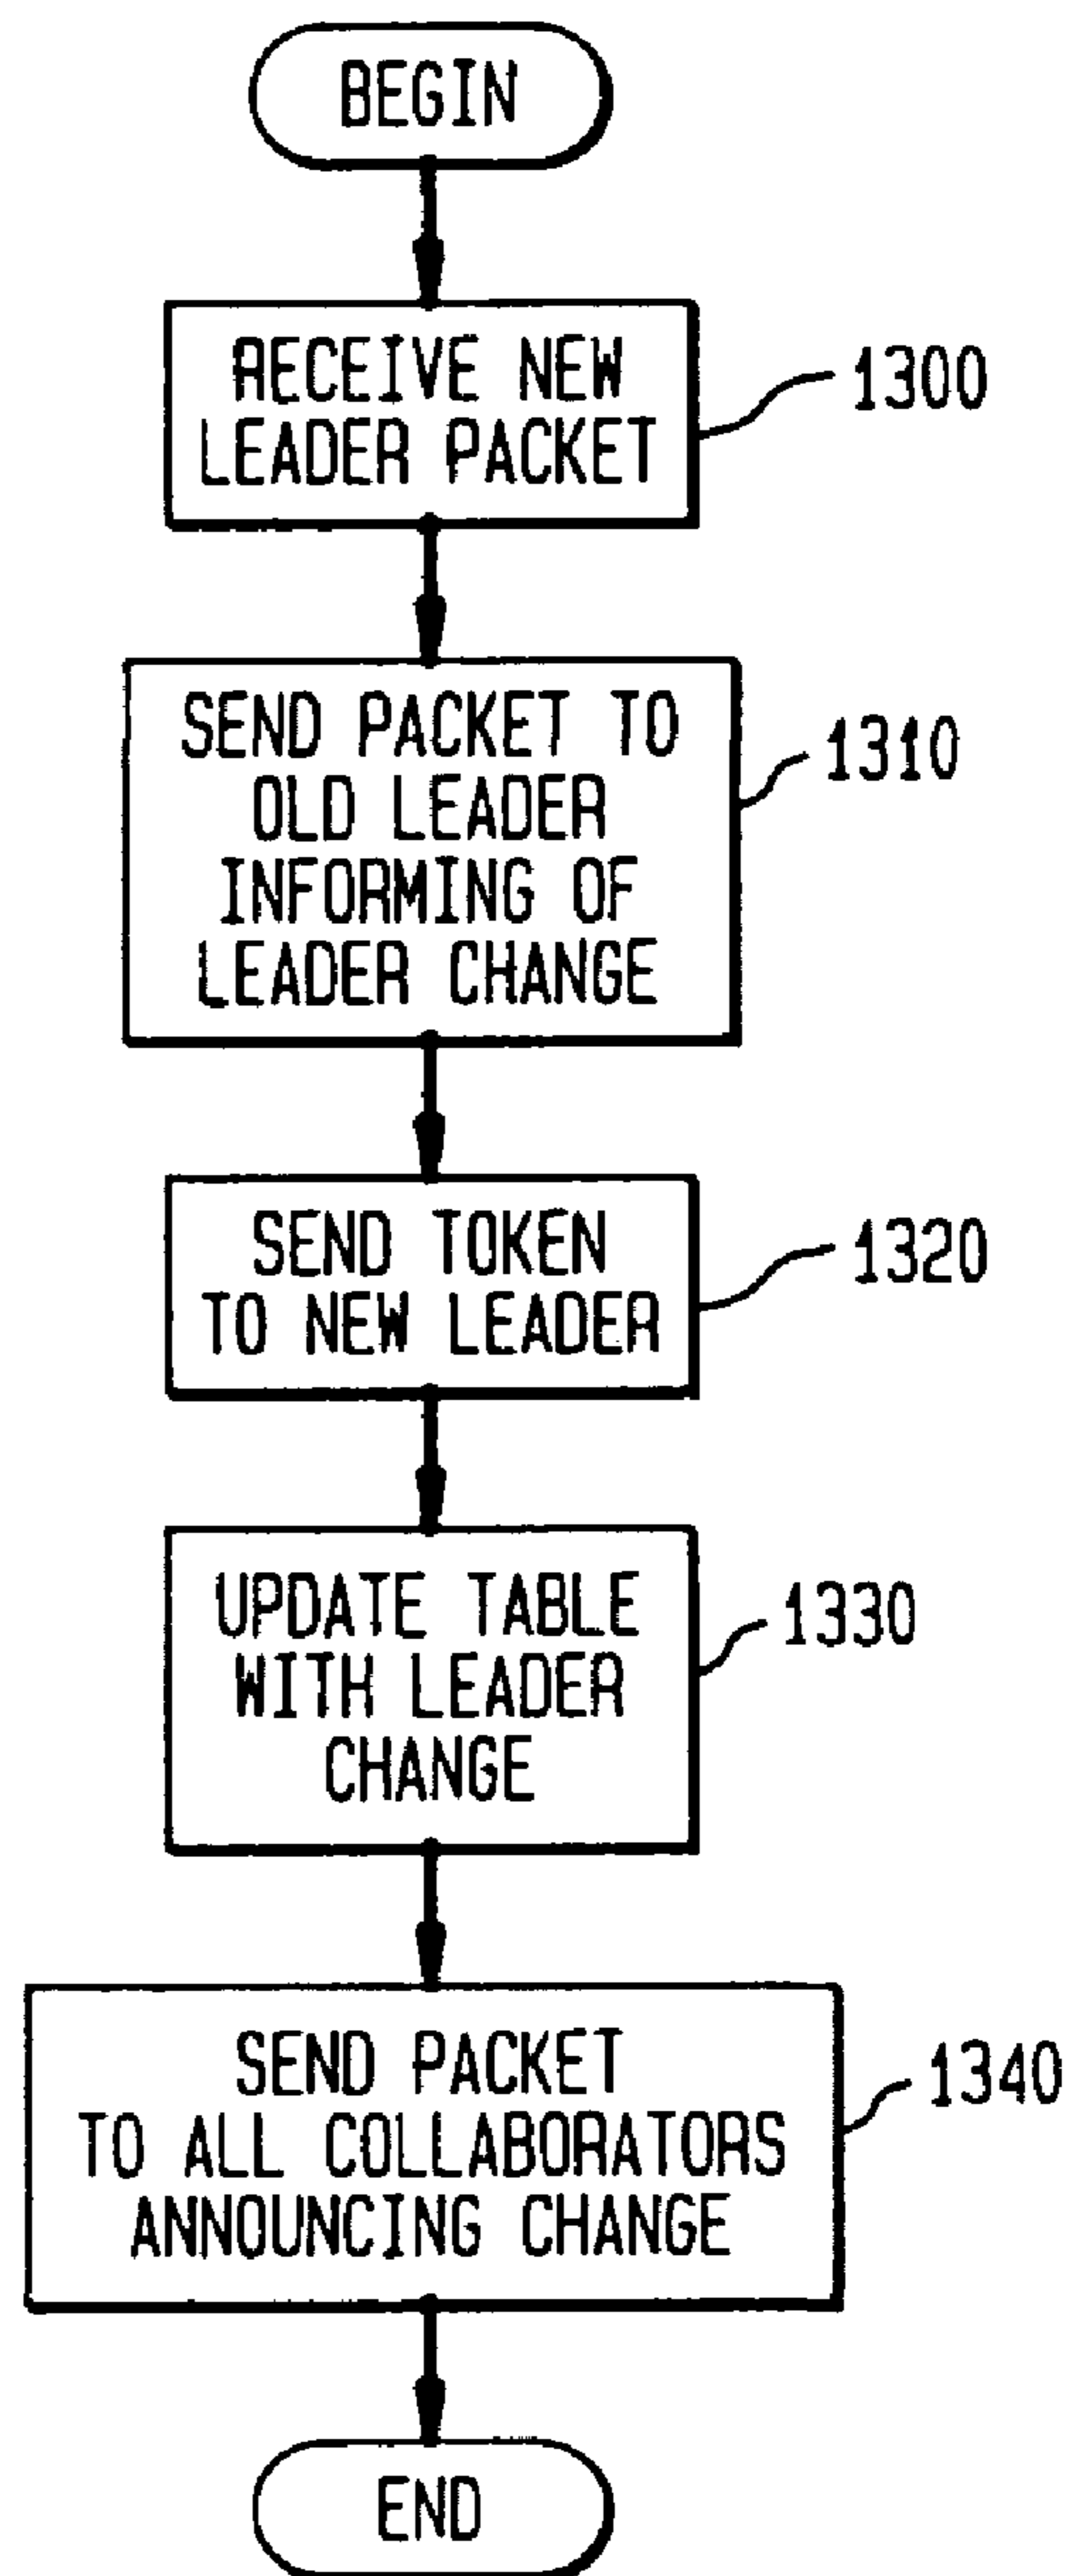 BEGIN
RECEIVE NEW
LEADER PACKET
1300
SEND PACKET TO
OLD LEADER
INFORMING OF
LEADER CHANGE
1310
SEND TOKEN
TO NEW LEADER
1320
UPDATE TABLE
WITH LEADER
CHANGE
1330
SEND PACKET
TO ALL COLLABORATORS
ANNOUNCING CHANGE
1340
END